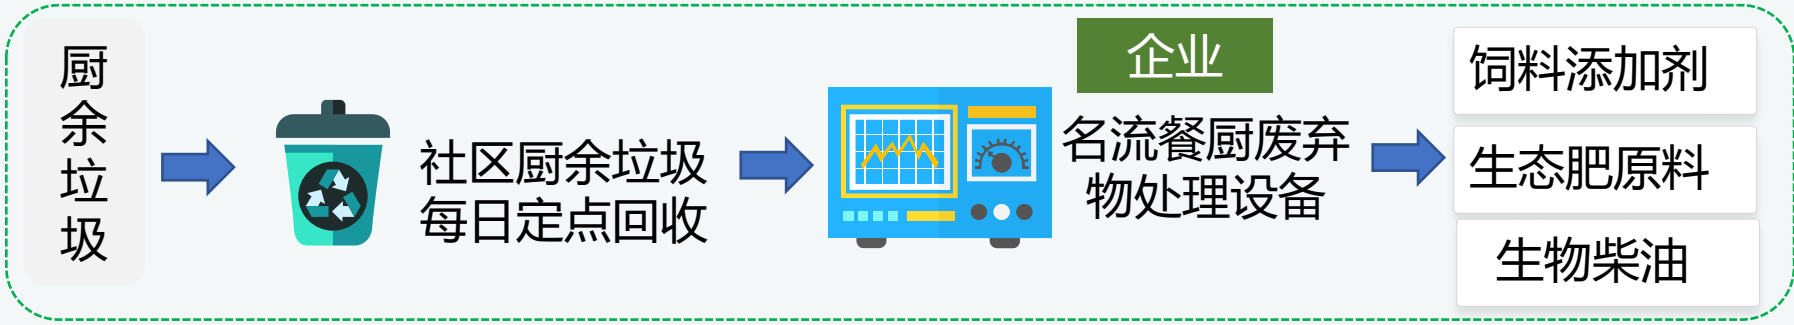 厨余垃圾
社区厨余垃圾
每日定点回收
企业
名流餐厨废弃
物处理设备
饲料添加剂
生态肥原料
生物柴油